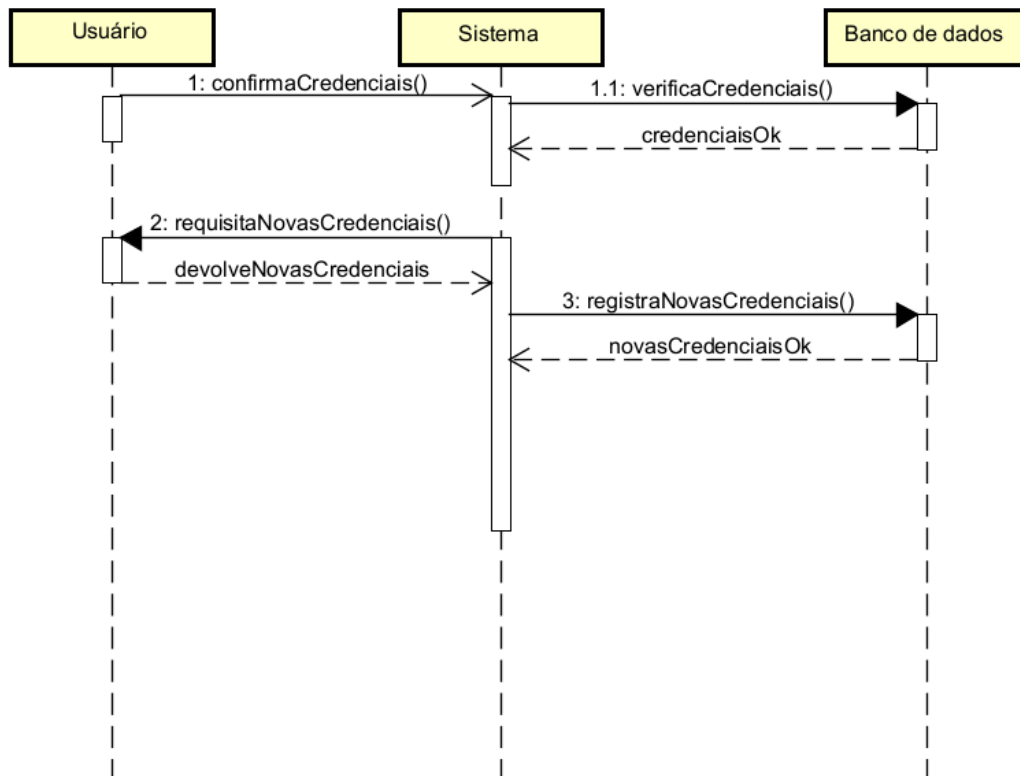 Usuário
Sistema
Banco de dados
1: confirmaCredenciais()
1.1: verificaCredenciais()
credenciaisOk
2: requisitaNovasCredenciais()
devolveNovasCredenciais
3: registraNovasCredenciais()
novasCredenciaisOk